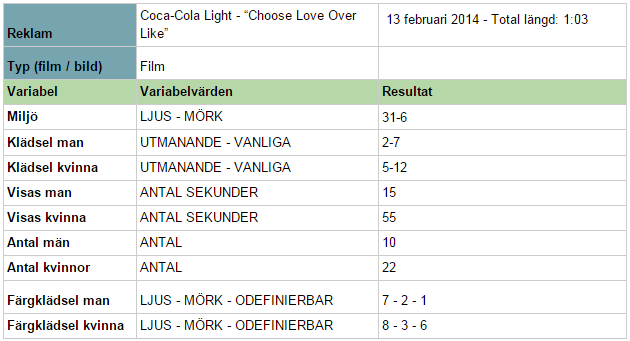 Reklam Coca-Cola Light - “Choose Love Over Like” 13 februari 2014 - Total längd: 1:03
Typ (film / bild) Film
Variabel Variabelvärden Resultat
Miljö LJUS - MÖRK 31-6
Klädsel man UTMANANDE - VANLIGA 2-7
Klädsel kvinna UTMANANDE - VANLIGA 5-12
Visas man ANTAL SEKUNDER 15
Visas kvinna ANTAL SEKUNDER 55
Antal män ANTAL 10
Antal kvinnor ANTAL 22
Färgklädsel man LJUS - MÖRK - ODEFINIERBAR 7 - 2 - 1
Färgklädsel kvinna LJUS - MÖRK - ODEFINIERBAR 8 - 3 - 6